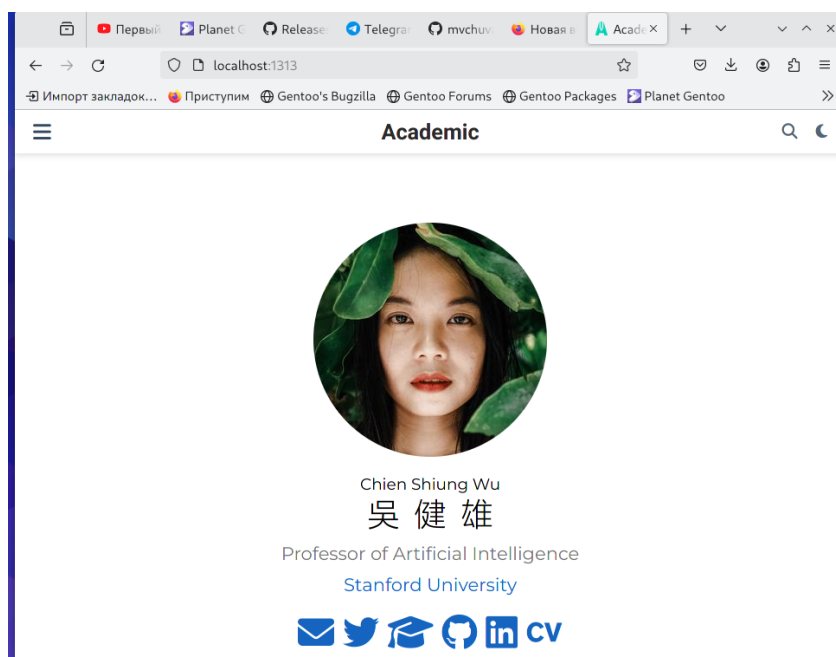 Первый Planet G Release: Telegra mvchuv Новая в Acade
localhost:1313
Импорт закладок... Приступим Gentoo's Bugzilla Gentoo Forums Gentoo Packages Planet Gentoo
Academic
Chien Shiung Wu
吳健雄
Professor of Artificial Intelligence
Stanford University
in CV